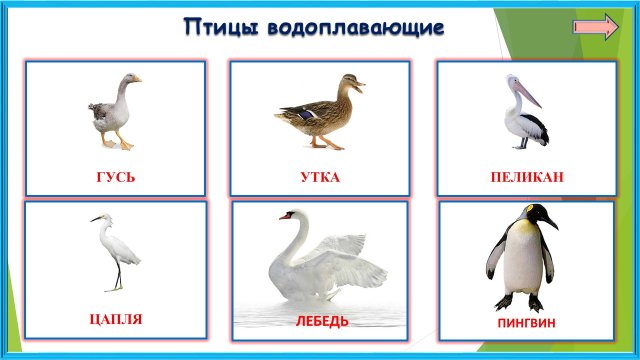 Птицы водоплавающие
ГУСЬ
УТКА
ПЕЛИКАН
ЦАПЛЯ
ЛЕБЕДЬ
ПИНГВИН